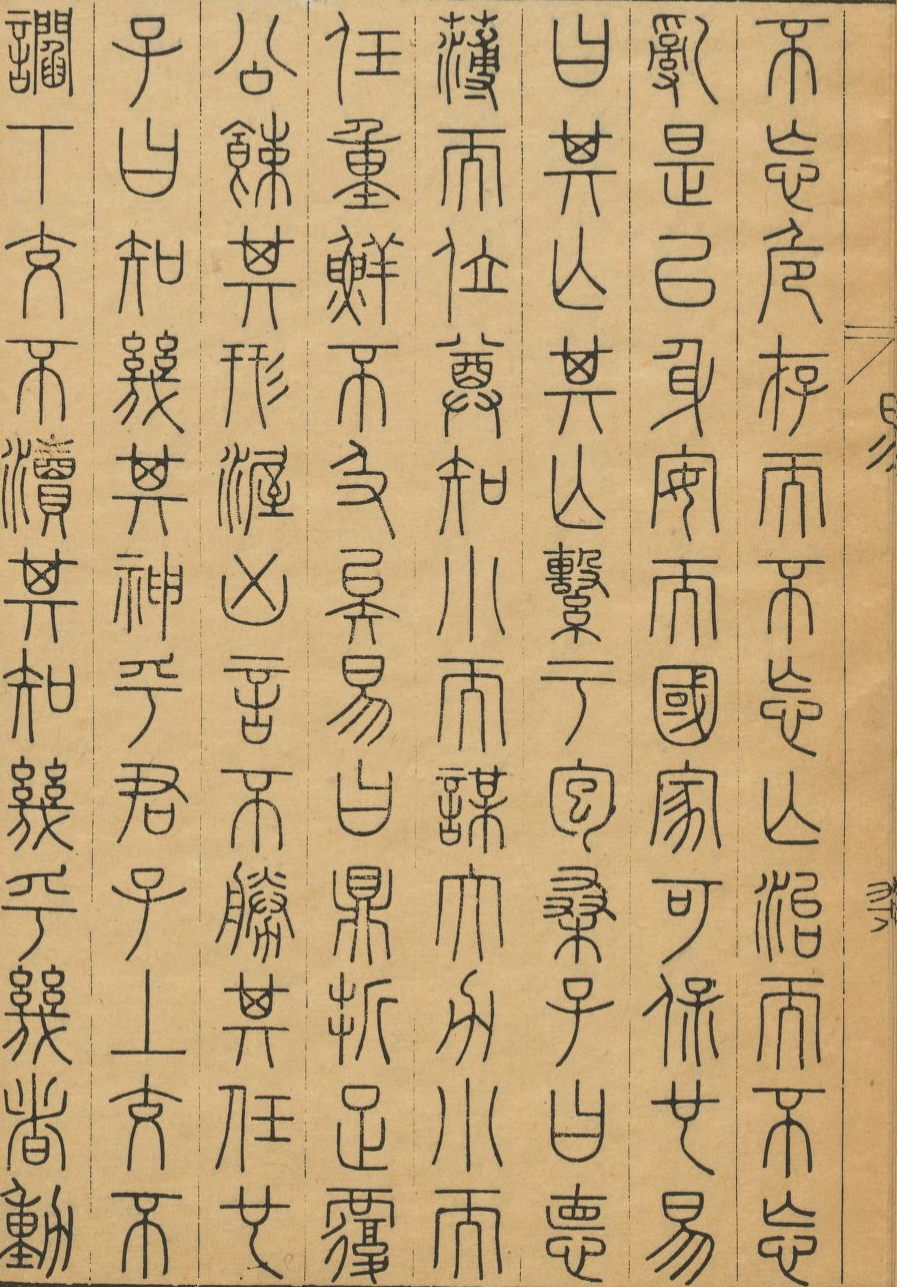 不忘危存而不忘亡治而不忘
亂是以身安而國家可保也易
曰其亡其亡繫于包桑子曰德
薄而位尊知小而謀大力小而
任重鮮不及矣易曰鼎折足覆
公餗其形渥凶言不勝其任也
子曰知幾其神乎君子上交不
讇下交不瀆其知幾乎幾者動